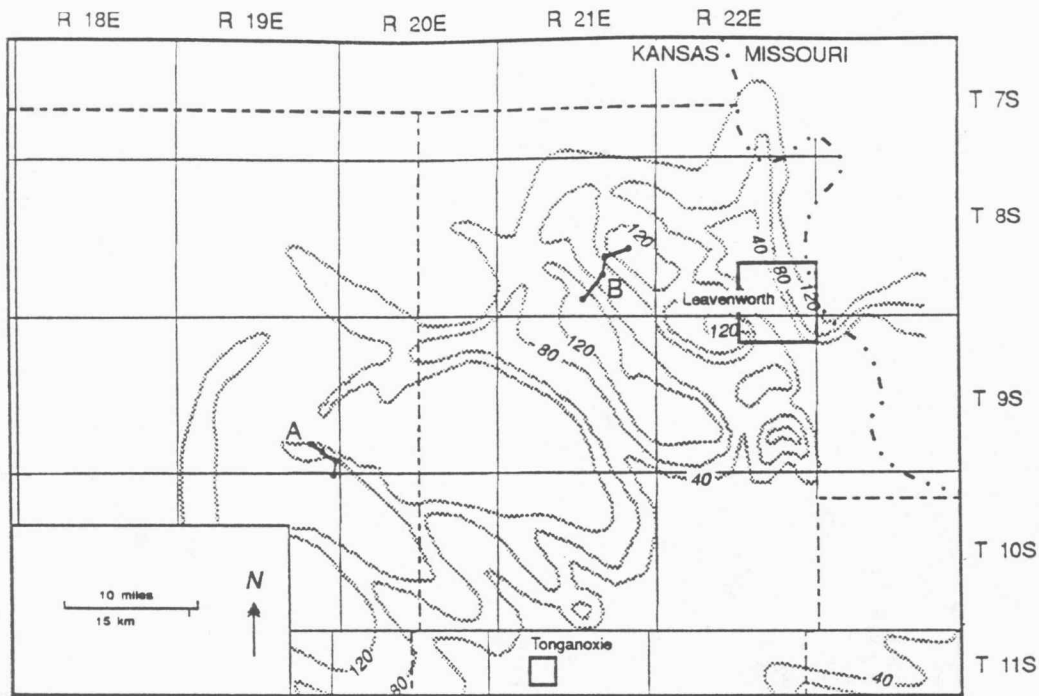 R 18E R 19E R 20E R 21E R 22E
KANSAS MISSOURI
T 7S
T 8S
120
40
80
B
120
Leavenworth
120
120
80
T 9S
A
40
T 10S
10 miles
15 km
N
Tonganoxie
120
80
40
T 11S